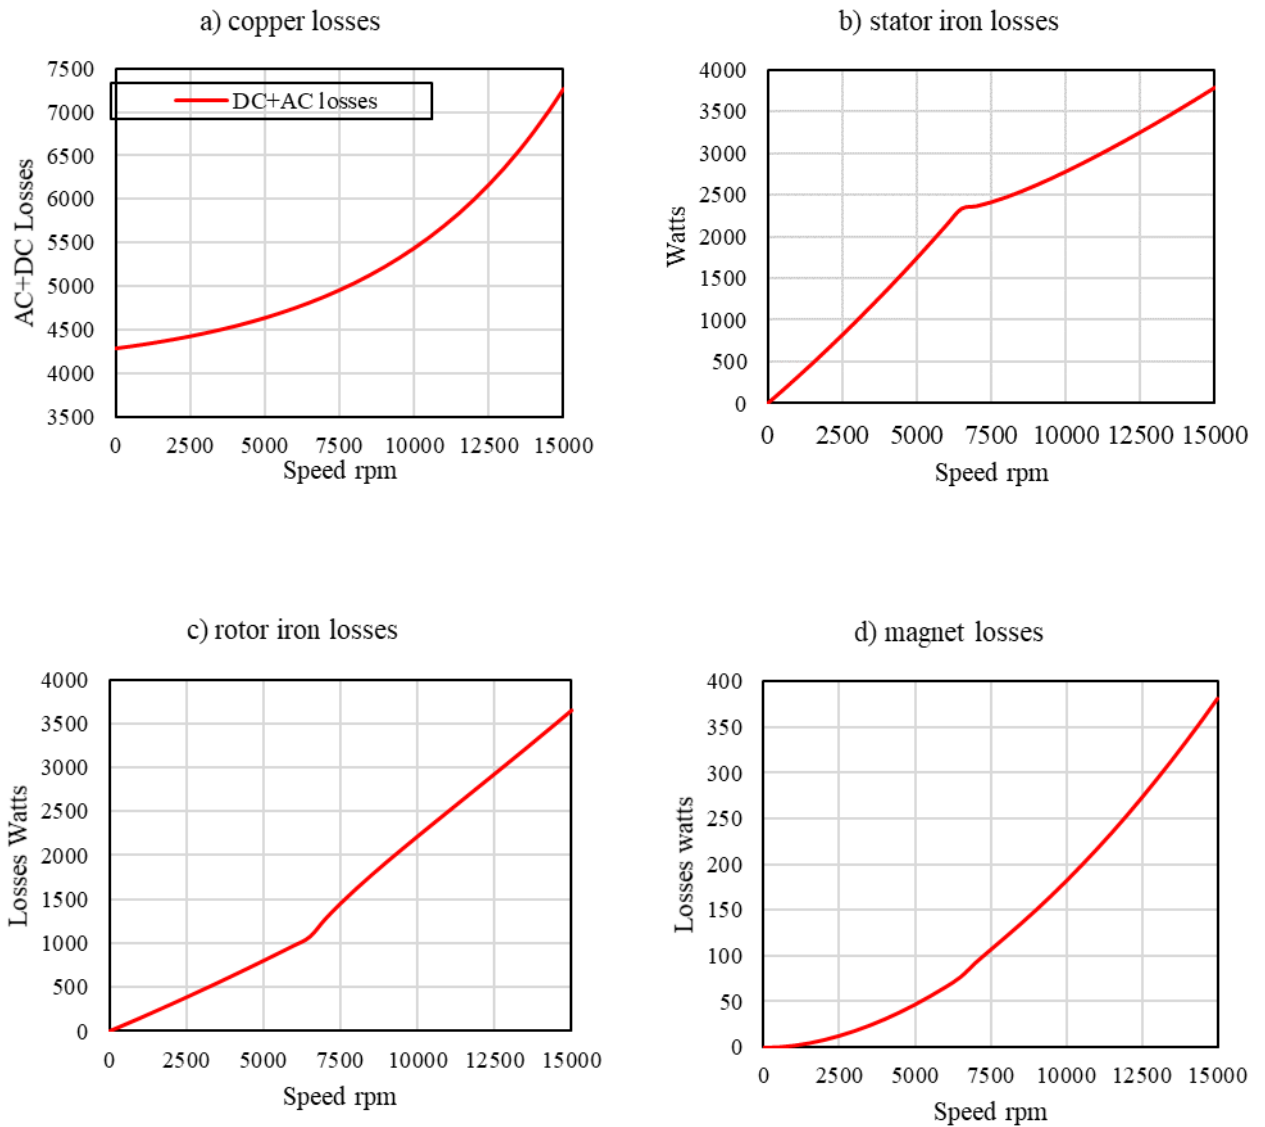 a) copper losses
7500
7000
6500
6000
5500
5000
4500
4000
3500
DC+AC losses
AC+DC Losses
0 2500 5000 7500 10000 12500 15000
Speed rpm
b) stator iron losses
4000
3500
3000
2500
2000
1500
1000
500
0
Watts
0 2500 5000 7500 10000 12500 15000
Speed rpm
c) rotor iron losses
4000
3500
3000
2500
2000
1500
1000
500
0
Losses Watts
0 2500 5000 7500 10000 12500 15000
Speed rpm
d) magnet losses
400
350
300
250
200
150
100
50
0
Losses watts
0 2500 5000 7500 10000 12500 15000
Speed rpm